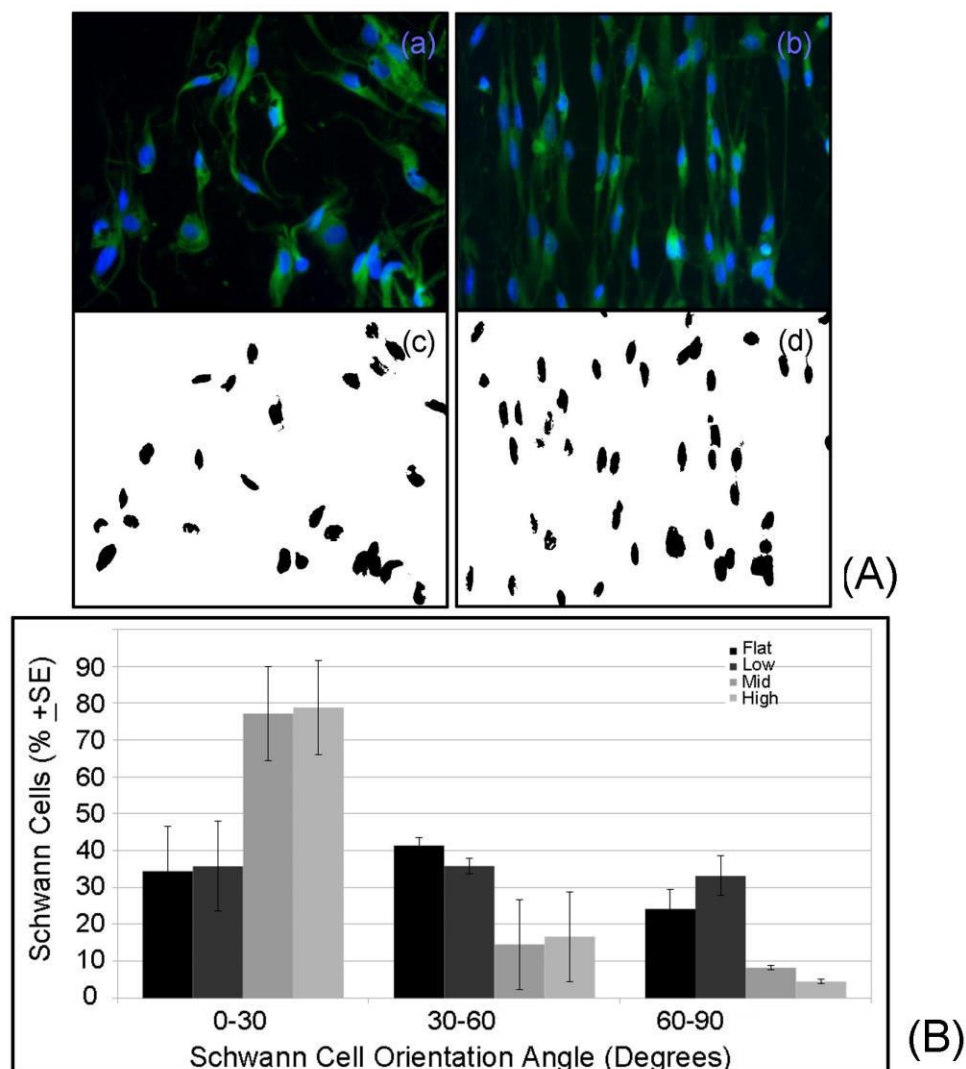 (a)
(b)
(c)
(d)
(A)
Schwann Cells (% ±SE)
90
80
70
60
50
40
30
20
10
0
Flat
Low
Mid
High
0-30
30-60
60-90
Schwann Cell Orientation Angle (Degrees)
(B)